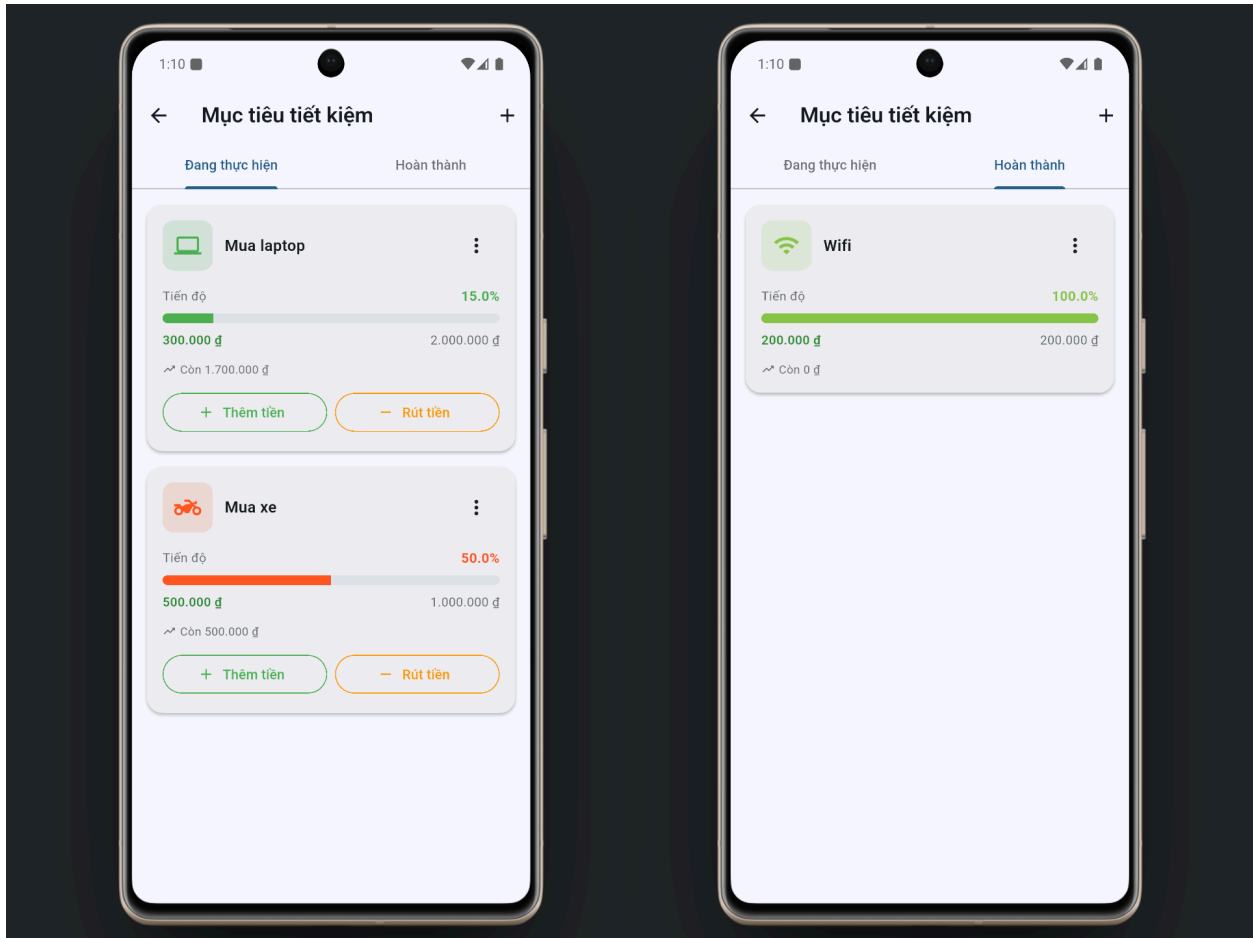 1:10
Mục tiêu tiết kiệm
Đang thực hiện Hoàn thành
Mua laptop
Tiến độ 15.0%
300.000 ₫ 2.000.000 ₫
Còn 1.700.000 ₫
+ Thêm tiền − Rút tiền
Mua xe
Tiến độ 50.0%
500.000 ₫ 1.000.000 ₫
Còn 500.000 ₫
+ Thêm tiền − Rút tiền
1:10
Mục tiêu tiết kiệm
Đang thực hiện Hoàn thành
Wifi
Tiến độ 100.0%
200.000 ₫ 200.000 ₫
Còn 0 ₫